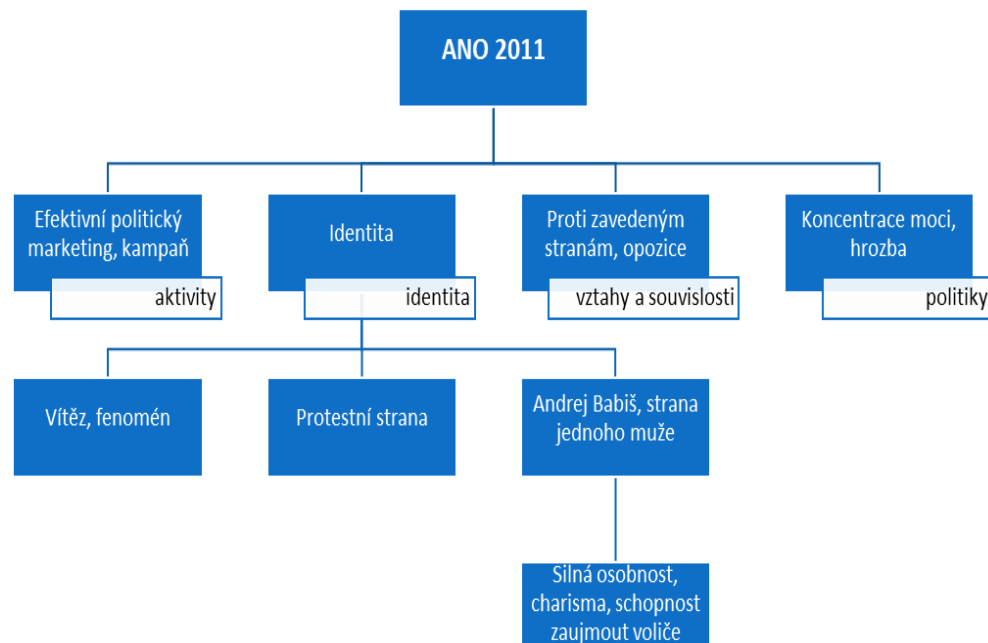 ANO 2011
Efektivní politický
marketing, kampaň
aktivity
Identita
identita
Proti zavedeným
stranám, opozice
vztahy a souvislosti
Koncentrace moci,
hrozba
politiky
Vítěz, fenomén
Protestní strana
Andrej Babiš, strana
jednoho muže
Silná osobnost,
charisma, schopnost
zaujmout voliče